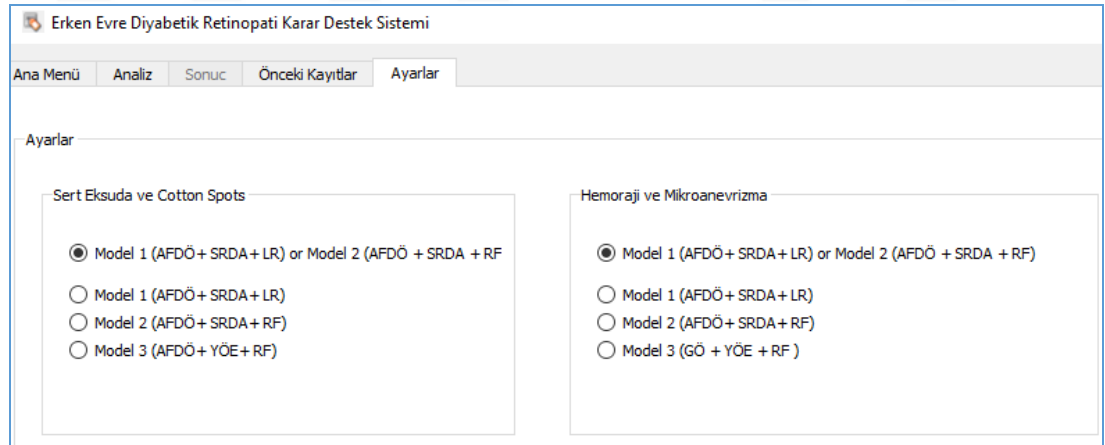 Erken Evre Diyabetik Retinopati Karar Destek Sistemi
Ana Menü Analiz Sonuc Önceki Kayıtlar Ayarlar
Ayarlar
Sert Eksuda ve Cotton Spots
Model 1 (AFDÖ+ SRDA+LR) or Model 2 (AFDÖ + SRDA +RF
Model 1 (AFDÖ+ SRDA+LR)
Model 2 (AFDÖ+ SRDA+RF)
Model 3 (AFDÖ+ YÖE+RF)
Hemoraji ve Mikroanevrizma
Model 1 (AFDÖ+ SRDA+LR) or Model 2 (AFDÖ + SRDA +RF)
Model 1 (AFDÖ+ SRDA+LR)
Model 2 (AFDÖ+ SRDA+RF)
Model 3 (GÖ + YÖE +RF )